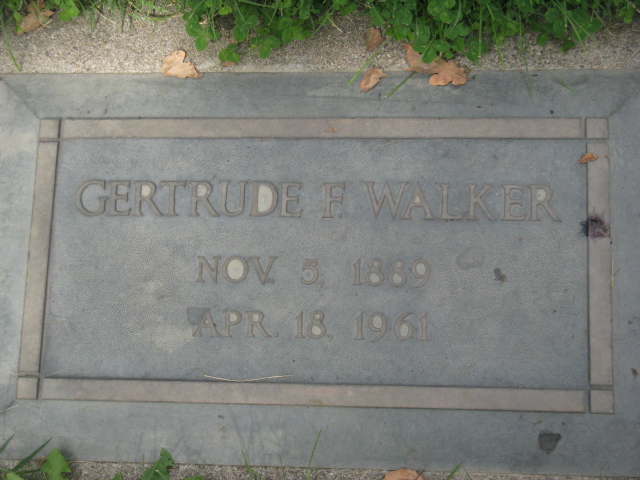 GERTRUDE F. WALKER
NOV. 5, 1889
APR. 18, 1961